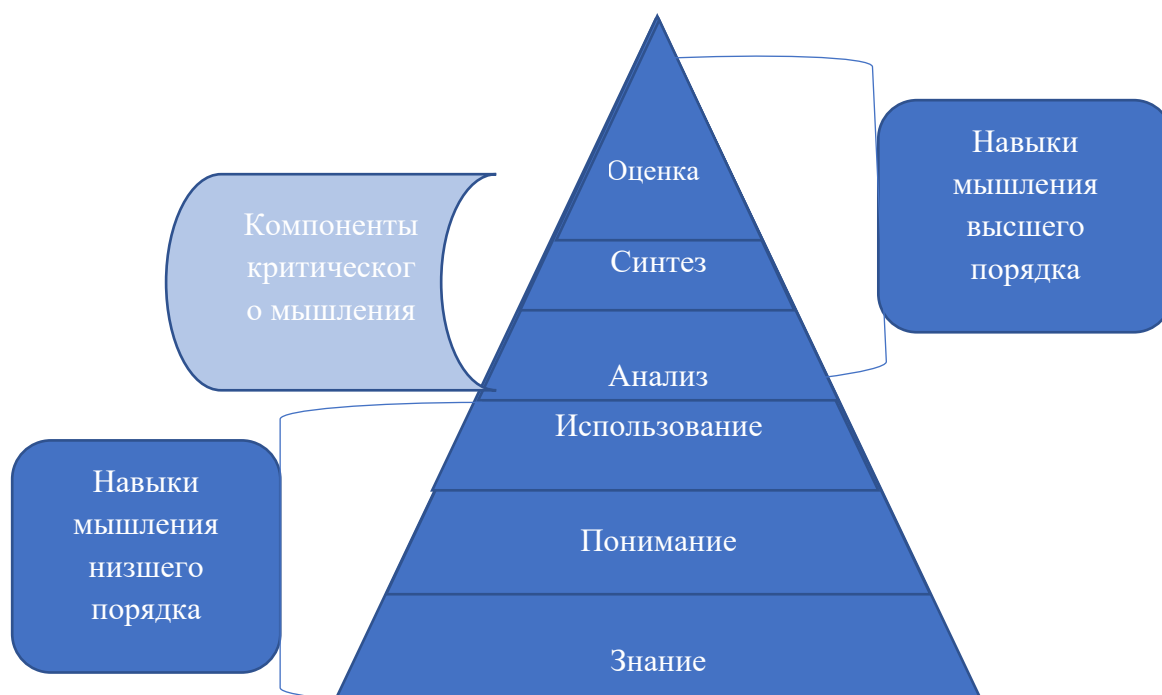 Оценка
Навыки
мышления
высшего
порядка
Компоненты
критическог
о мышления
Синтез
Анализ
Использование
Навыки
мышления
низшего
порядка
Понимание
Знание